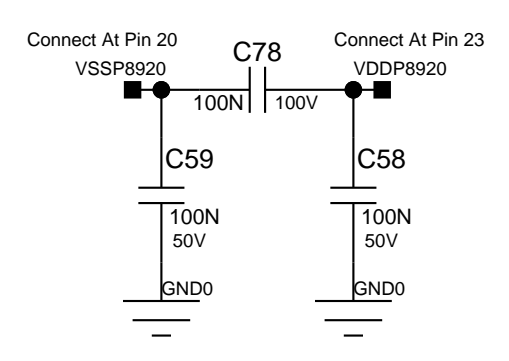 Connect At Pin 20
Connect At Pin 23
C78
VSSP8920
VDDP8920
100N
100V
C59
C58
100N
100N
50V
50V
GND0
GND0